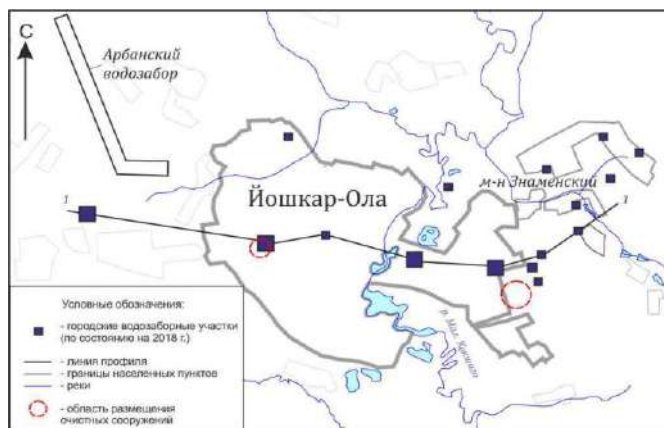 С
Арбанский
водозабор
м-н Знаменский
Йошкар-Ола
1
1
р. Мал. Кокшага
Условные обозначения:
- городские водозаборные участки
(по состоянию на 2018 г.)
- линия профиля
- границы населенных пунктов
- реки
- область размещения
очистных сооружений